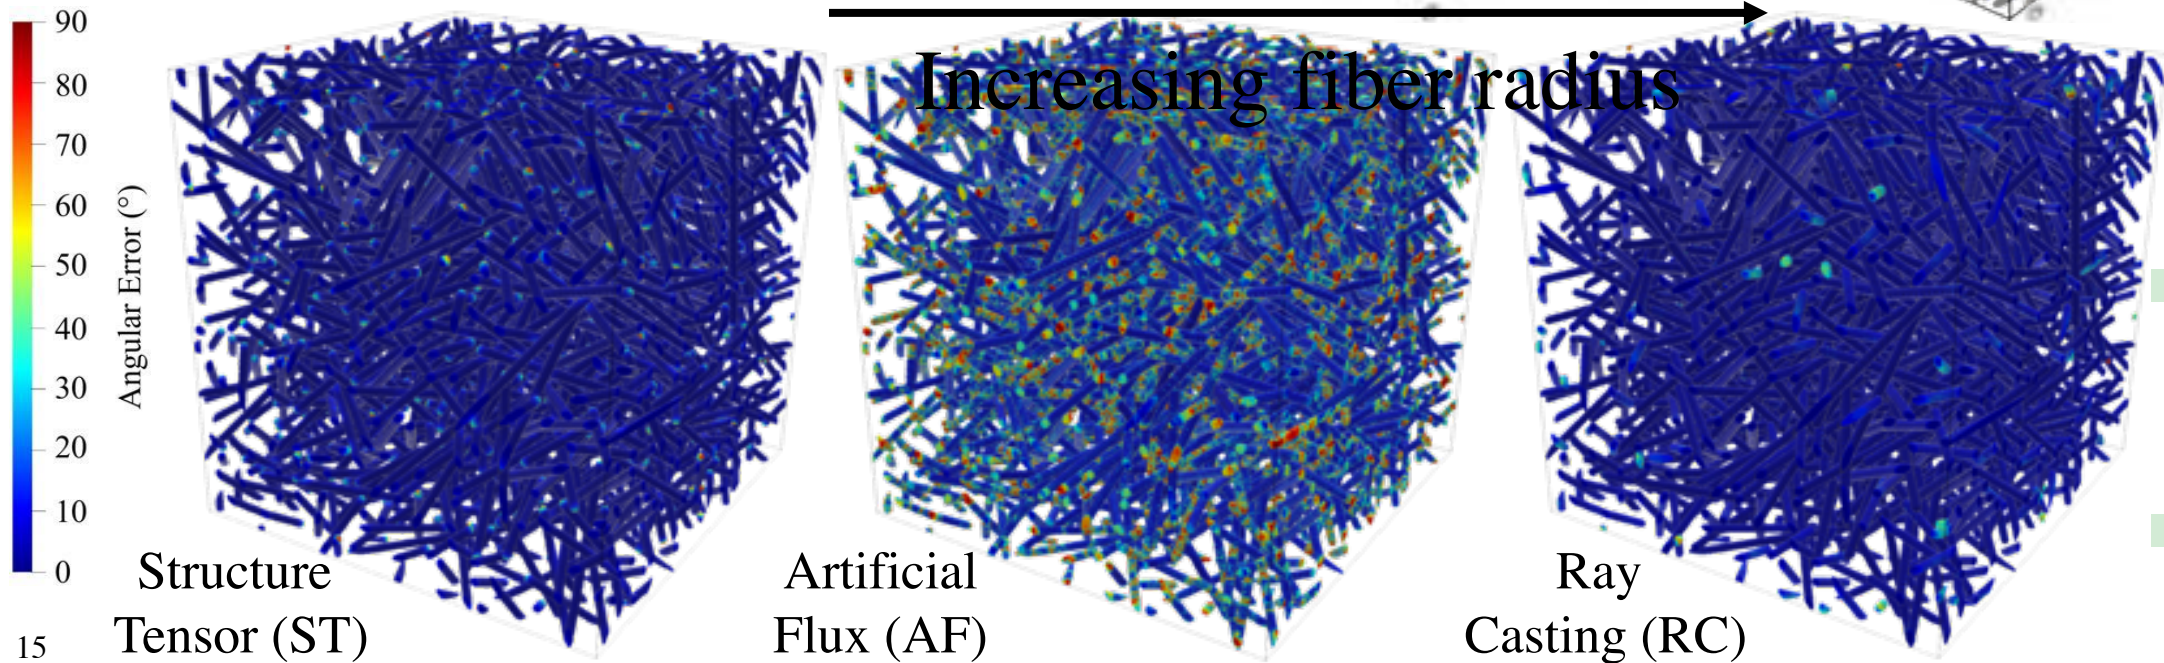 90
80
70
60
50
40
30
20
10
0
Angular Error (°)
Increasing fiber radius
Structure
Tensor (ST)
Artificial
Flux (AF)
Ray
Casting (RC)
15